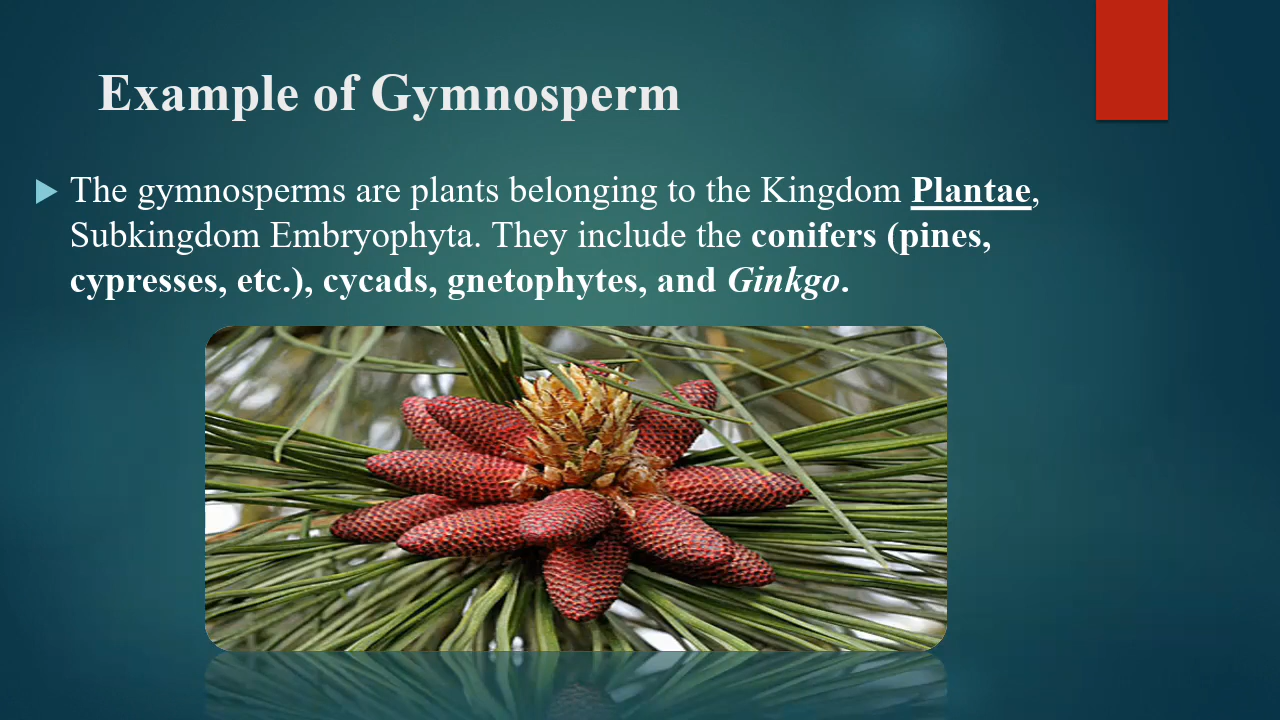 Example of Gymnosperm
The gymnosperms are plants belonging to the Kingdom Plantae,
Subkingdom Embryophyta. They include the conifers (pines,
cypresses, etc.), cycads, gnetophytes, and Ginkgo.